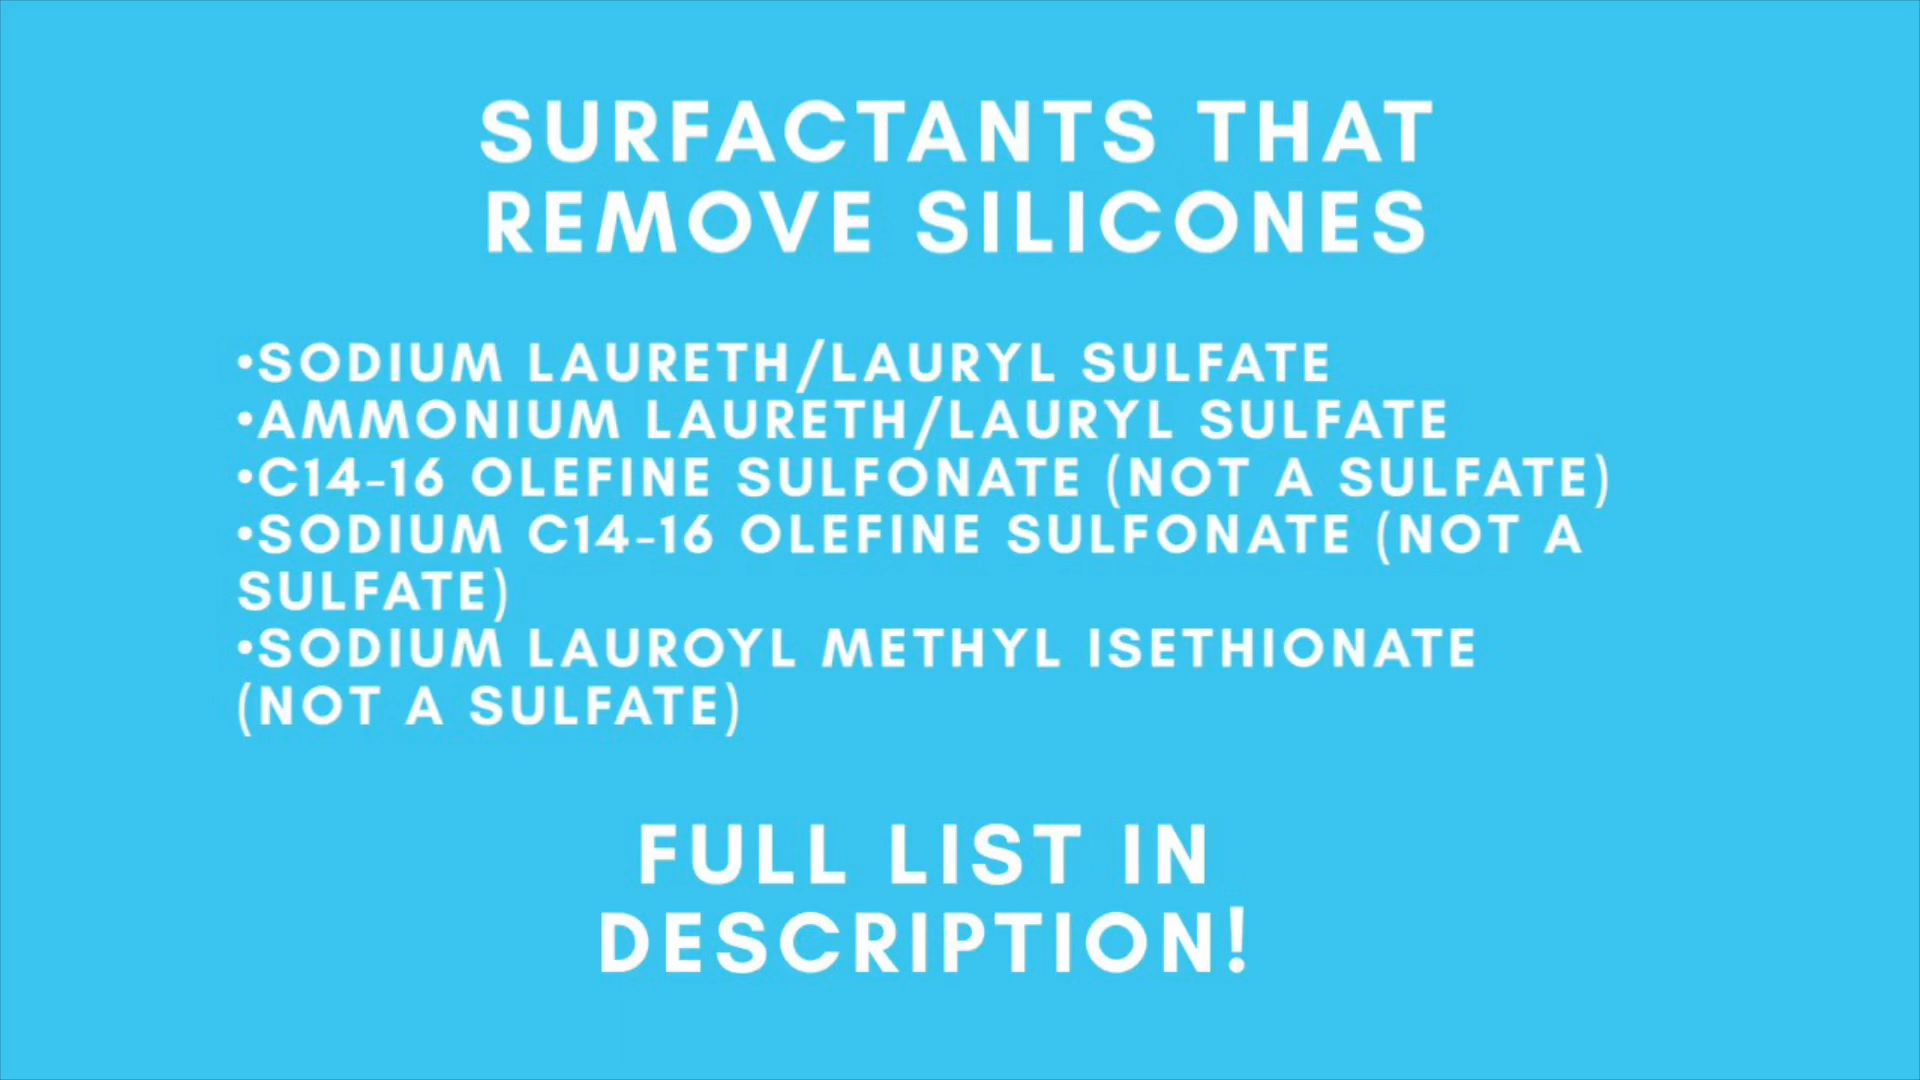 SURFACTANTS THAT
REMOVE SILICONES
•SODIUM LAURETH/LAURYL SULFATE
•AMMONIUM LAURETH/LAURYL SULFATE
•C14-16 OLEFINE SULFONATE (NOT A SULFATE)
•SODIUM C14-16 OLEFINE SULFONATE (NOT A
SULFATE)
•SODIUM LAUROYL METHYL ISETHIONATE
(NOT A SULFATE)
FULL LIST IN
DESCRIPTION!